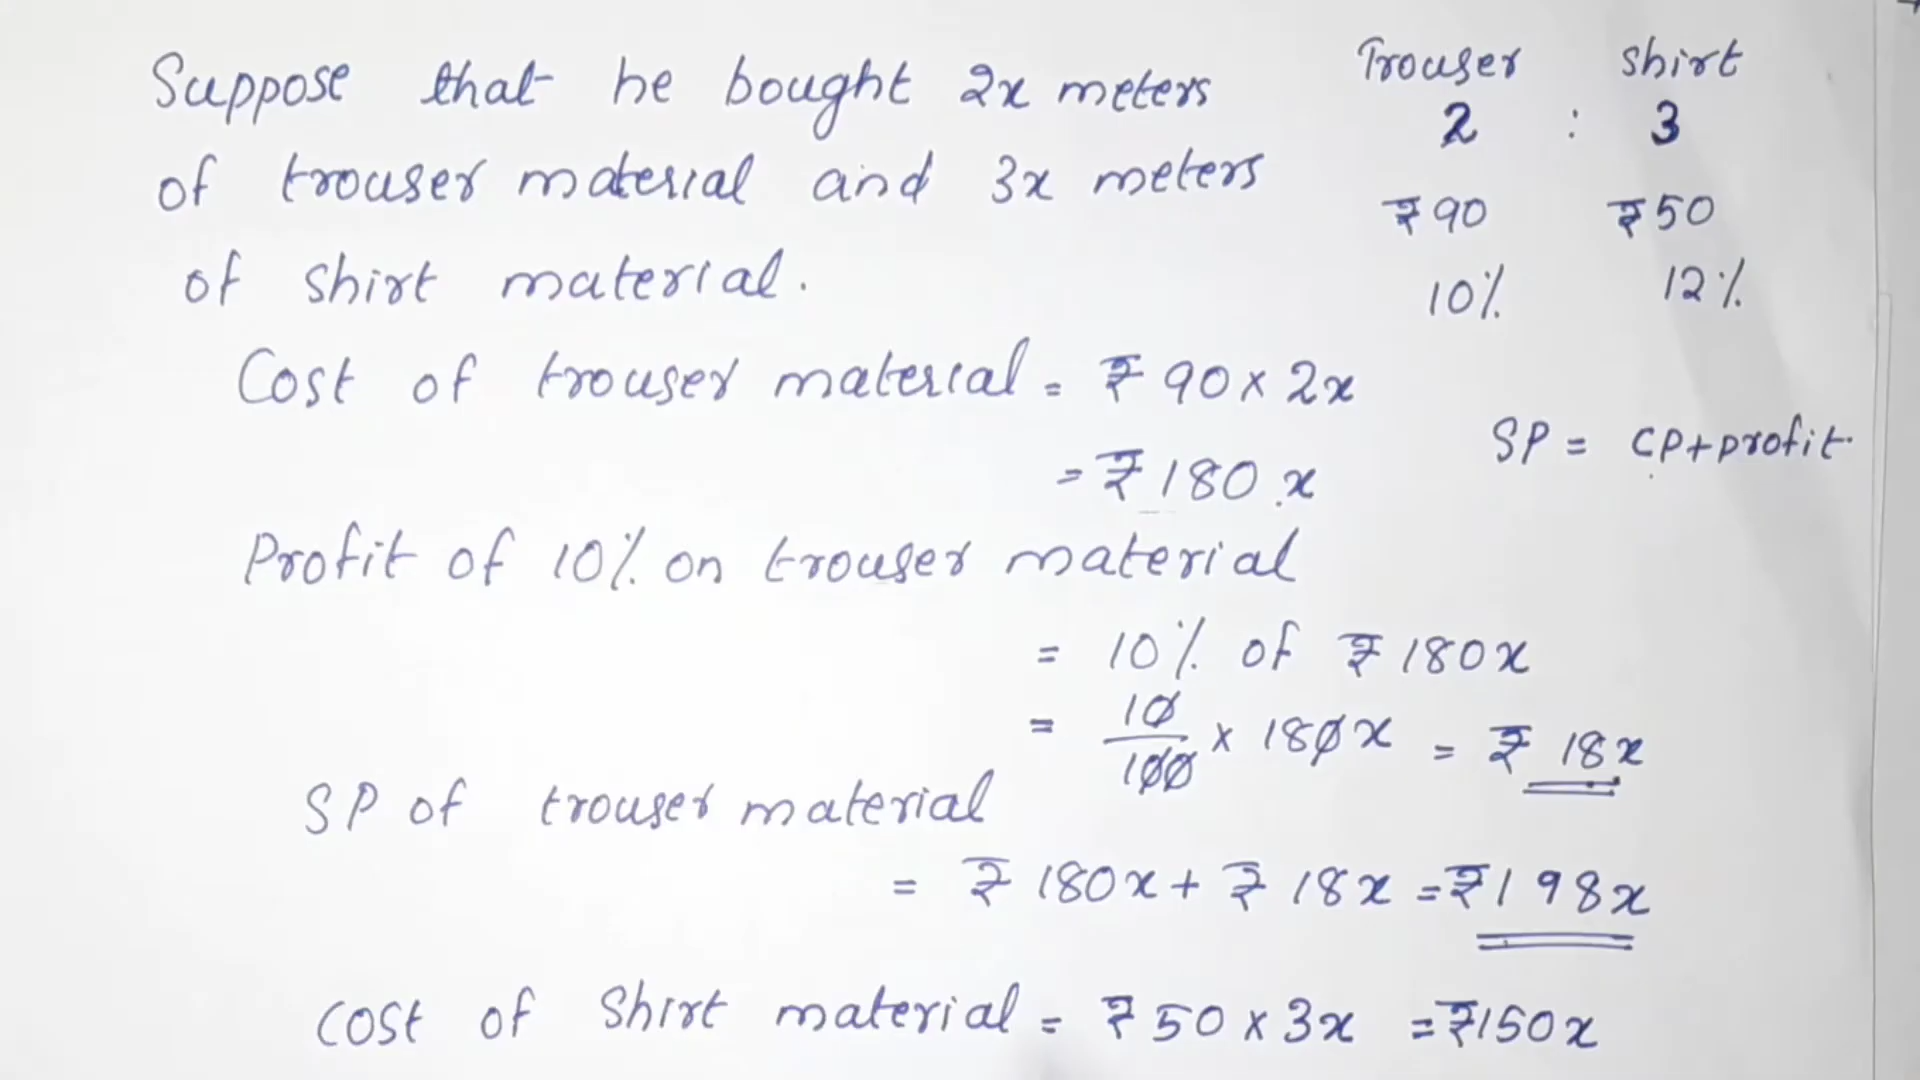 Suppose that he bought 2x meters
of trouser material and 3x meters
of shirt material.
Trouser shirt
2 : 3
₹90 ₹50
10% 12%
Cost of trouser material = ₹ 90 × 2x
= ₹ 180 x
SP = CP + profit
Profit of 10% on trouser material
= 10% of ₹ 180x
= 10/100 × 180x = ₹ 18x
SP of trouser material
= ₹ 180x + ₹ 18x = ₹198x
Cost of Shirt material = ₹ 50 × 3x = ₹150x